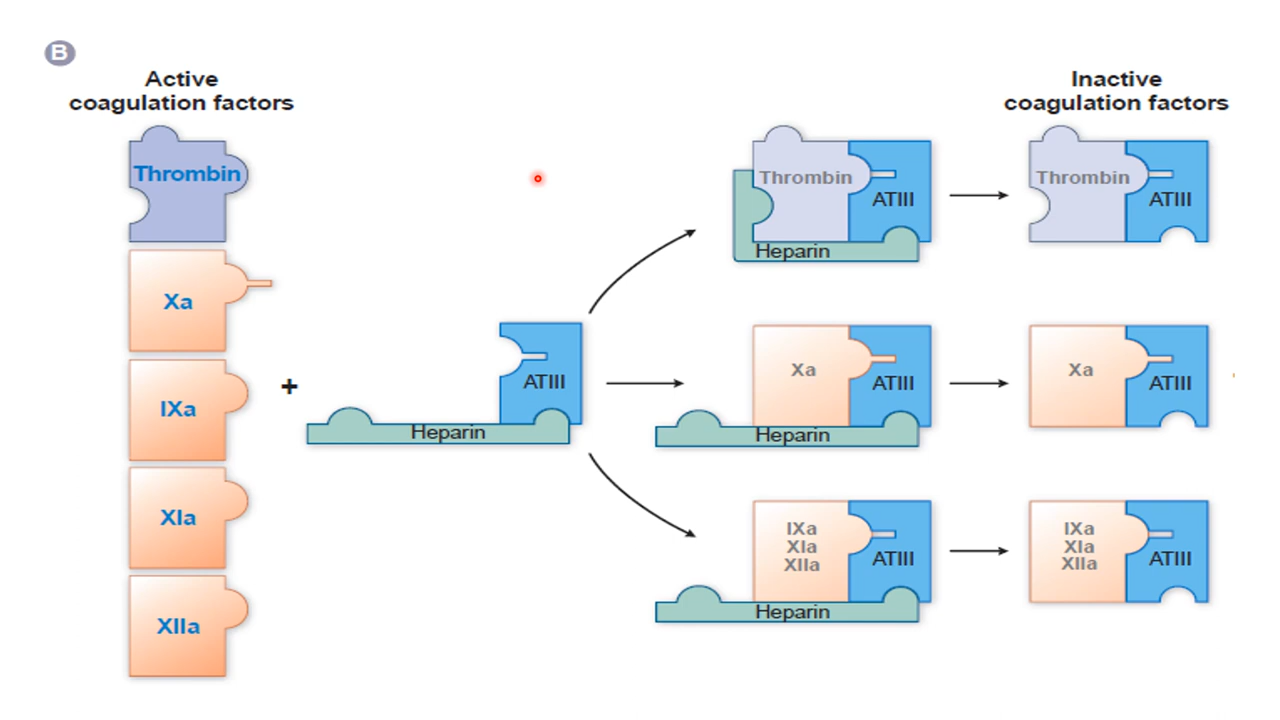 B
Active
coagulation factors
Inactive
coagulation factors
Thrombin
Xa
IXa
XIa
XIIa
+
ATIII
Heparin
Thrombin
ATIII
Heparin
Thrombin
ATIII
Xa
ATIII
Heparin
Xa
ATIII
IXa
XIa
XIIa
ATIII
Heparin
IXa
XIa
XIIa
ATIII